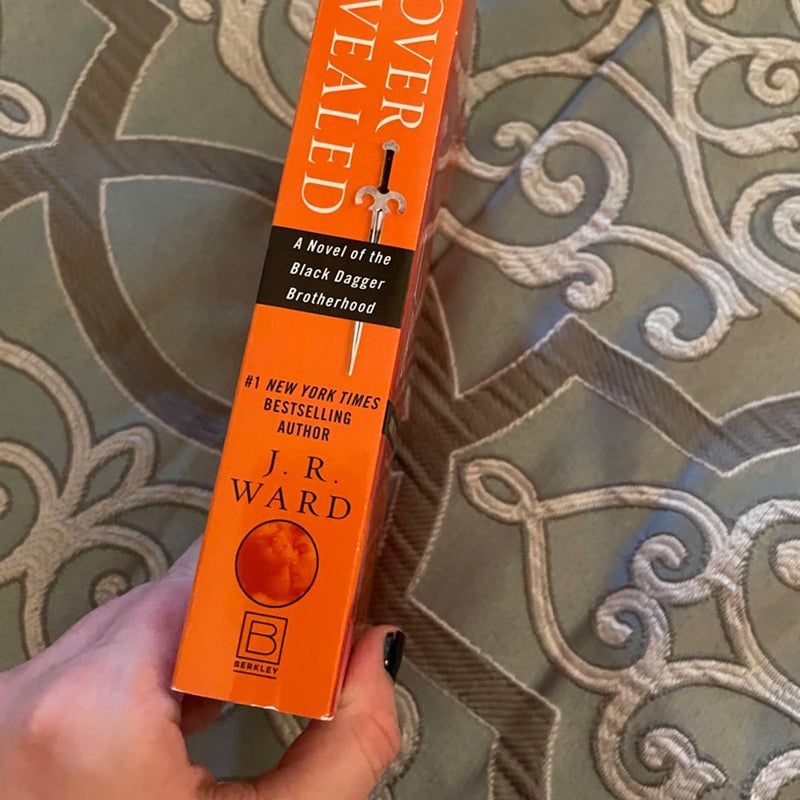 OVER
VEALED
A Novel of the
Black Dagger
Brotherhood
#1 NEW YORK TIMES
BESTSELLING
AUTHOR
J. R.
WARD
B
BERKLEY